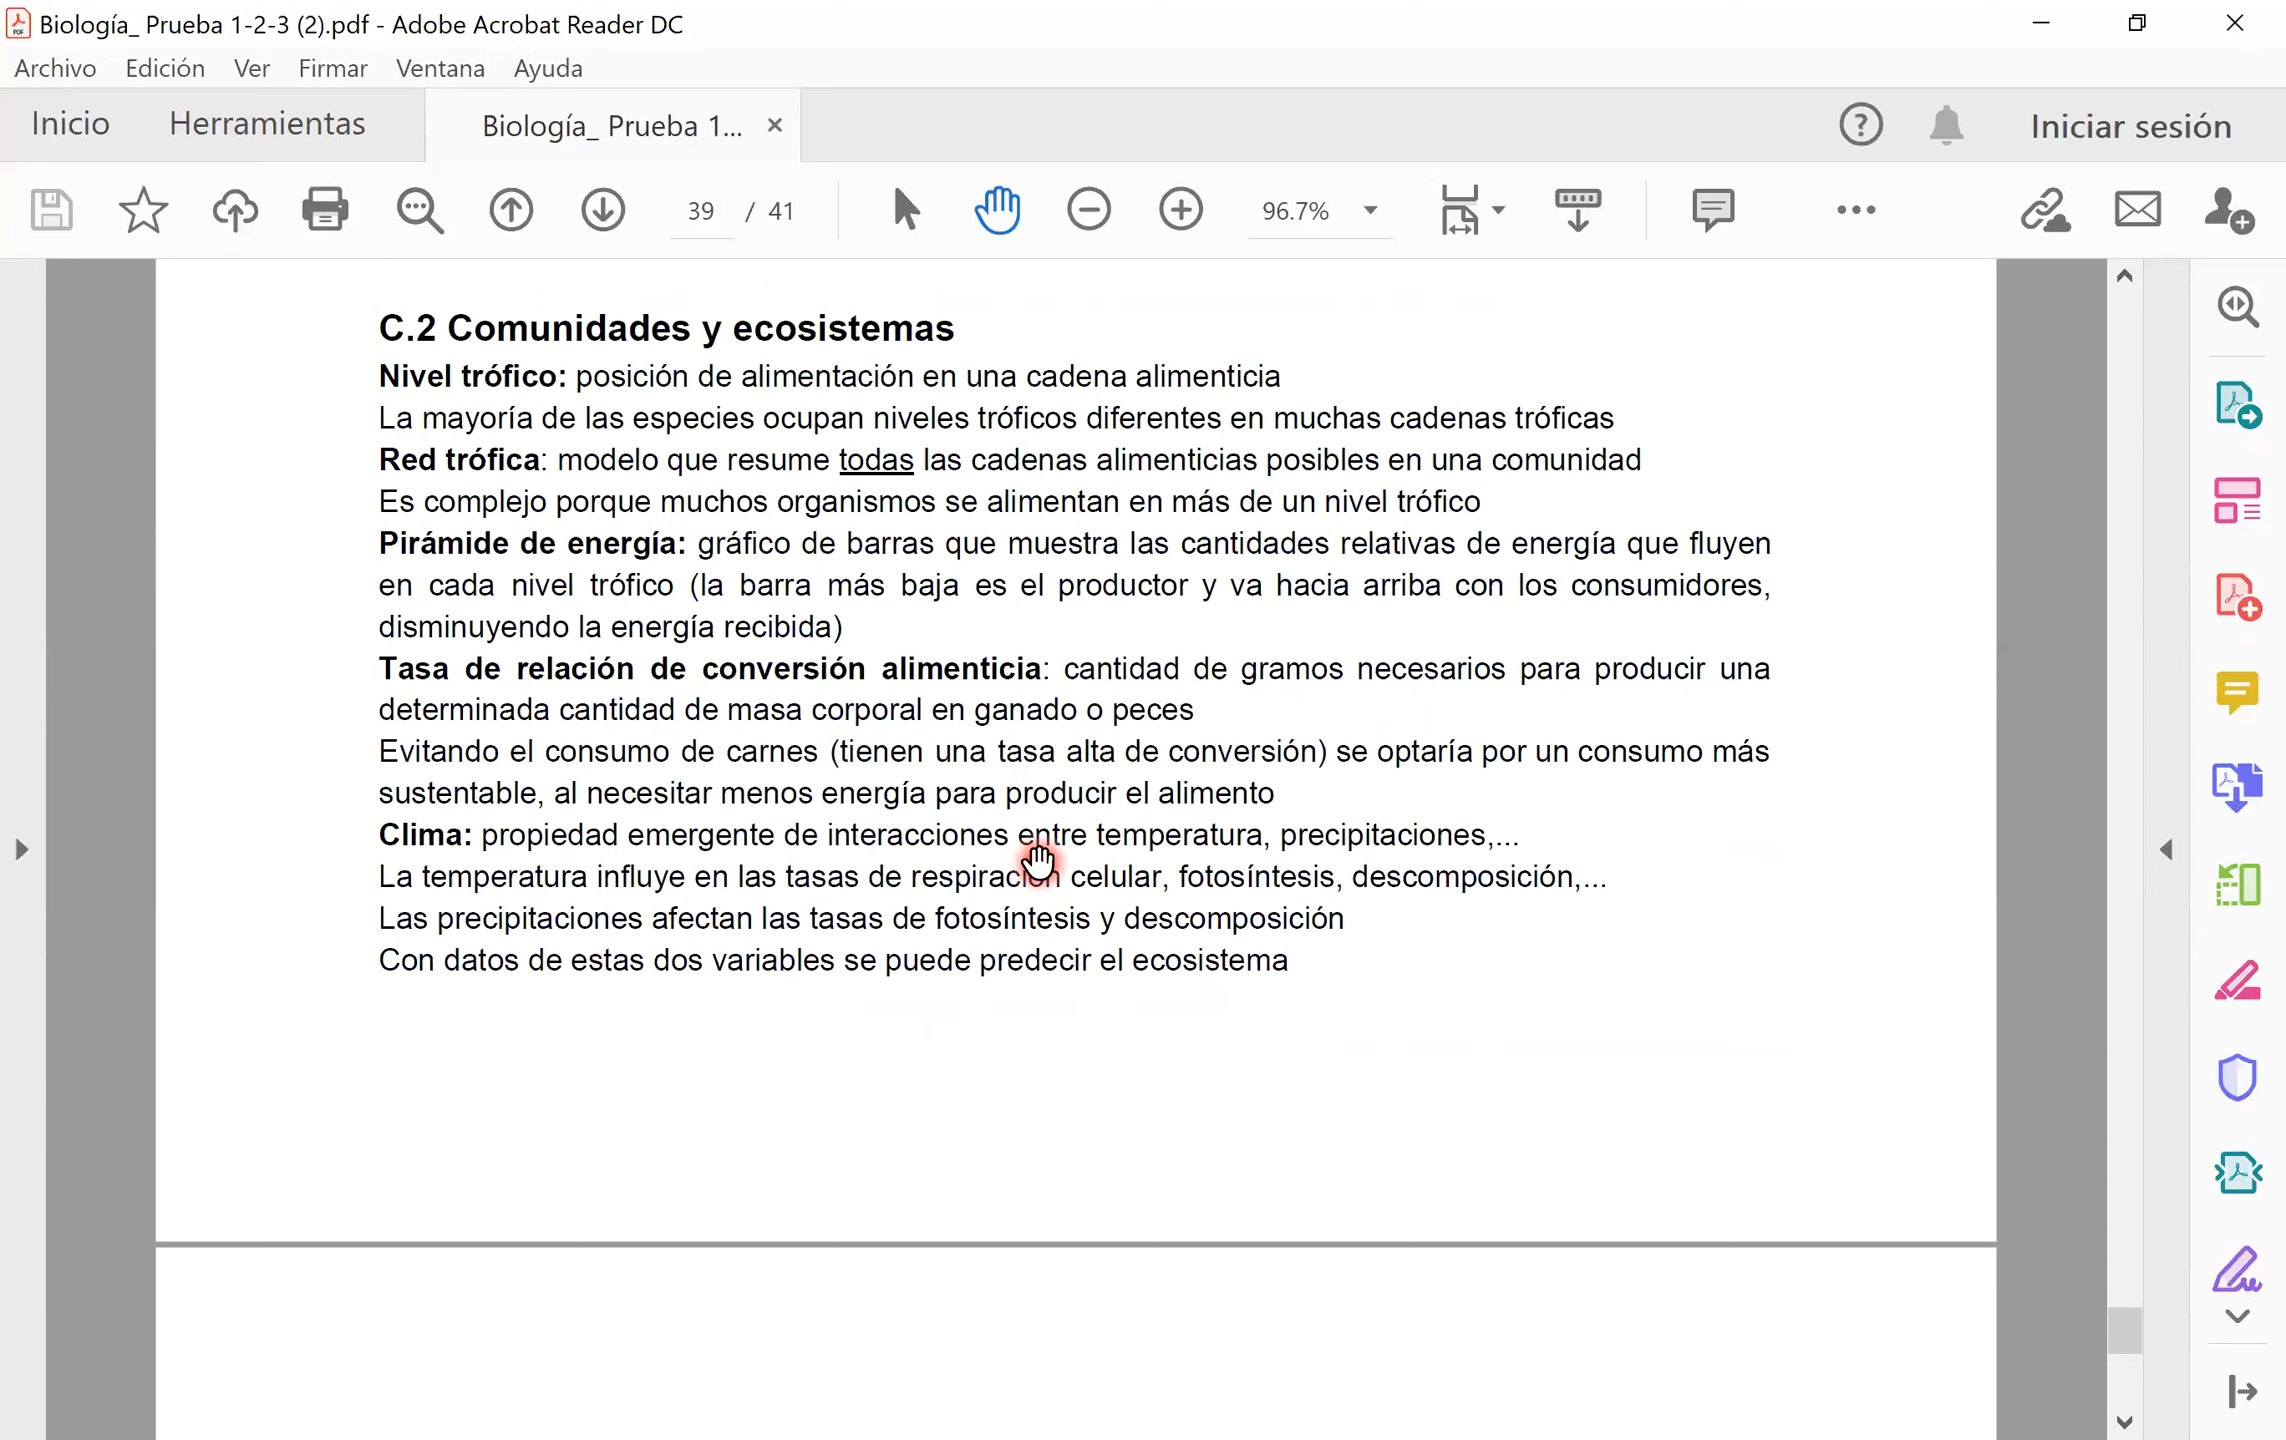 Biología_ Prueba 1-2-3 (2).pdf - Adobe Acrobat Reader DC
Archivo Edición Ver Firmar Ventana Ayuda
Inicio Herramientas Biología_ Prueba 1... × Iniciar sesión
39 / 41 96.7%
C.2 Comunidades y ecosistemas
Nivel trófico: posición de alimentación en una cadena alimenticia
La mayoría de las especies ocupan niveles tróficos diferentes en muchas cadenas tróficas
Red trófica: modelo que resume todas las cadenas alimenticias posibles en una comunidad
Es complejo porque muchos organismos se alimentan en más de un nivel trófico
Pirámide de energía: gráfico de barras que muestra las cantidades relativas de energía que fluyen
en cada nivel trófico (la barra más baja es el productor y va hacia arriba con los consumidores,
disminuyendo la energía recibida)
Tasa de relación de conversión alimenticia: cantidad de gramos necesarios para producir una
determinada cantidad de masa corporal en ganado o peces
Evitando el consumo de carnes (tienen una tasa alta de conversión) se optaría por un consumo más
sustentable, al necesitar menos energía para producir el alimento
Clima: propiedad emergente de interacciones entre temperatura, precipitaciones,...
La temperatura influye en las tasas de respiración celular, fotosíntesis, descomposición,...
Las precipitaciones afectan las tasas de fotosíntesis y descomposición
Con datos de estas dos variables se puede predecir el ecosistema